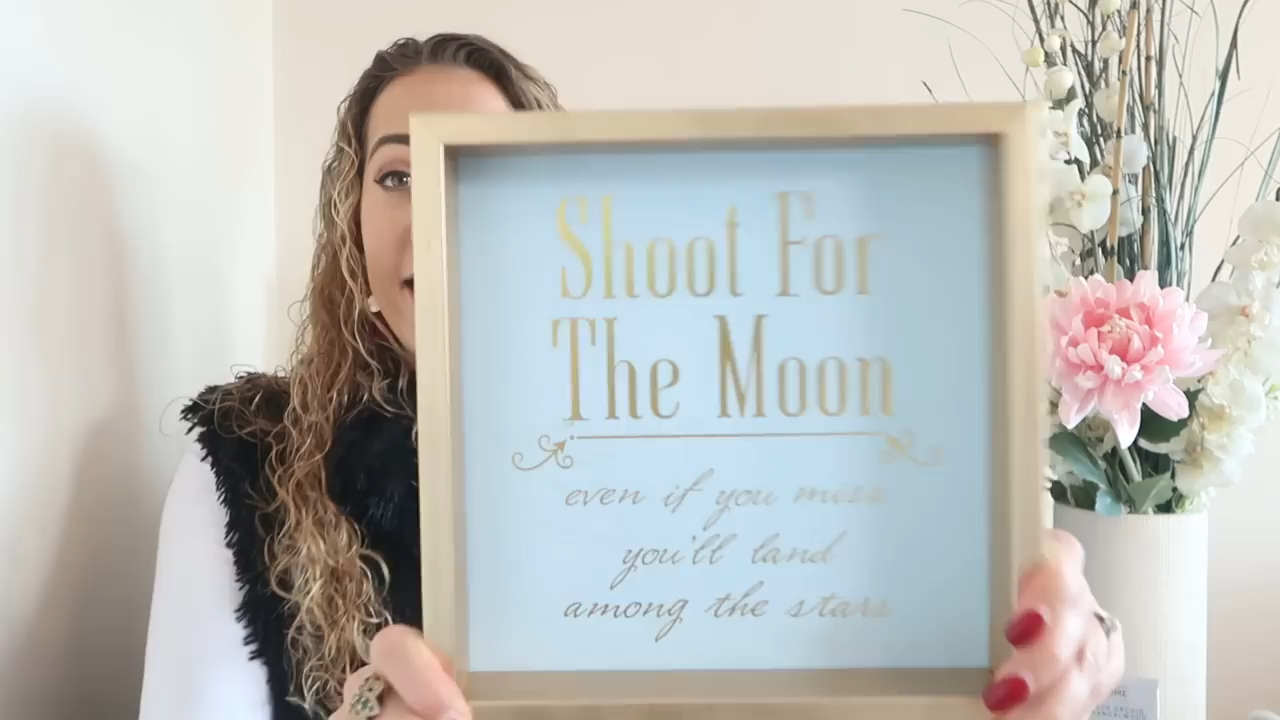 Shoot For
The Moon
even if you miss
you'll land
among the stars